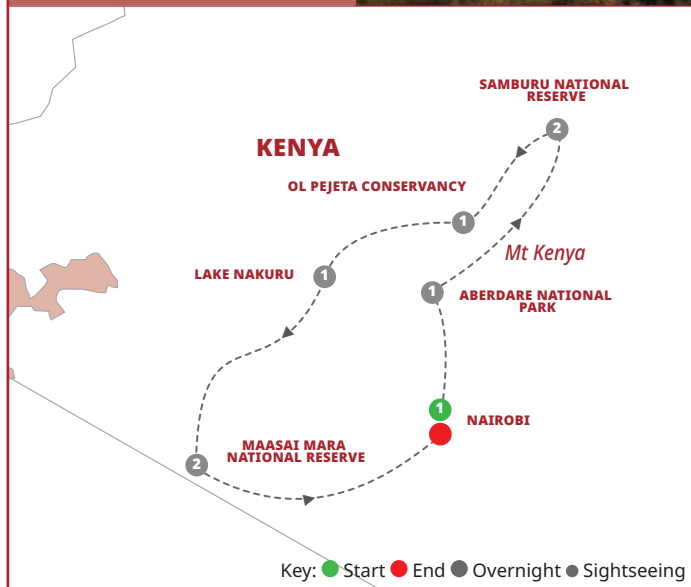 SAMBURU NATIONAL
RESERVE
2
KENYA
OL PEJETA CONSERVANCY
1
Mt Kenya
LAKE NAKURU
1
1
ABERDARE NATIONAL
PARK
1
NAIROBI
MAASAI MARA
NATIONAL RESERVE
2
Key: Start End Overnight Sightseeing